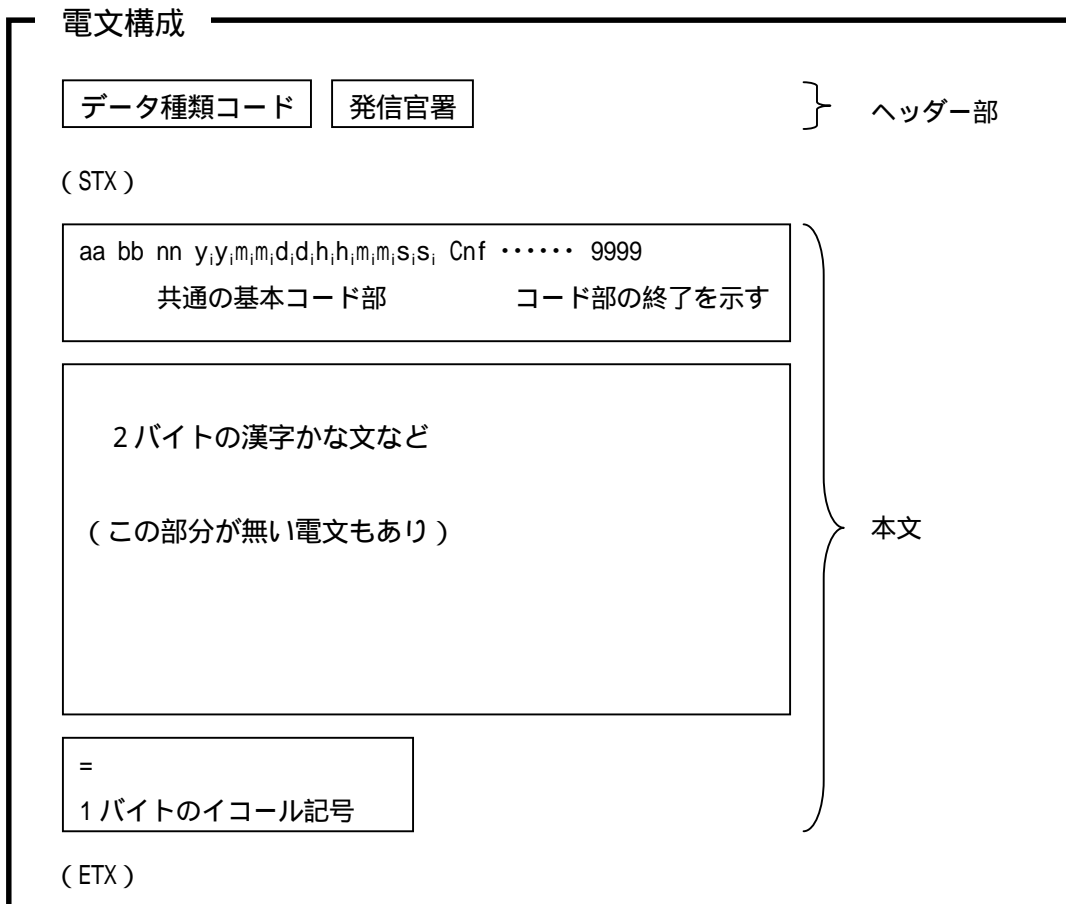 電文構成
データ種類コード 発信官署 ヘッダー部
(STX)
aa bb nn yᵢyᵢmᵢmᵢdᵢdᵢhᵢhᵢmᵢmᵢsᵢsᵢ Cnf ・・・・・・ 9999
共通の基本コード部 コード部の終了を示す
2バイトの漢字かな文など
(この部分が無い電文もあり)
本文
=
1バイトのイコール記号
(ETX)